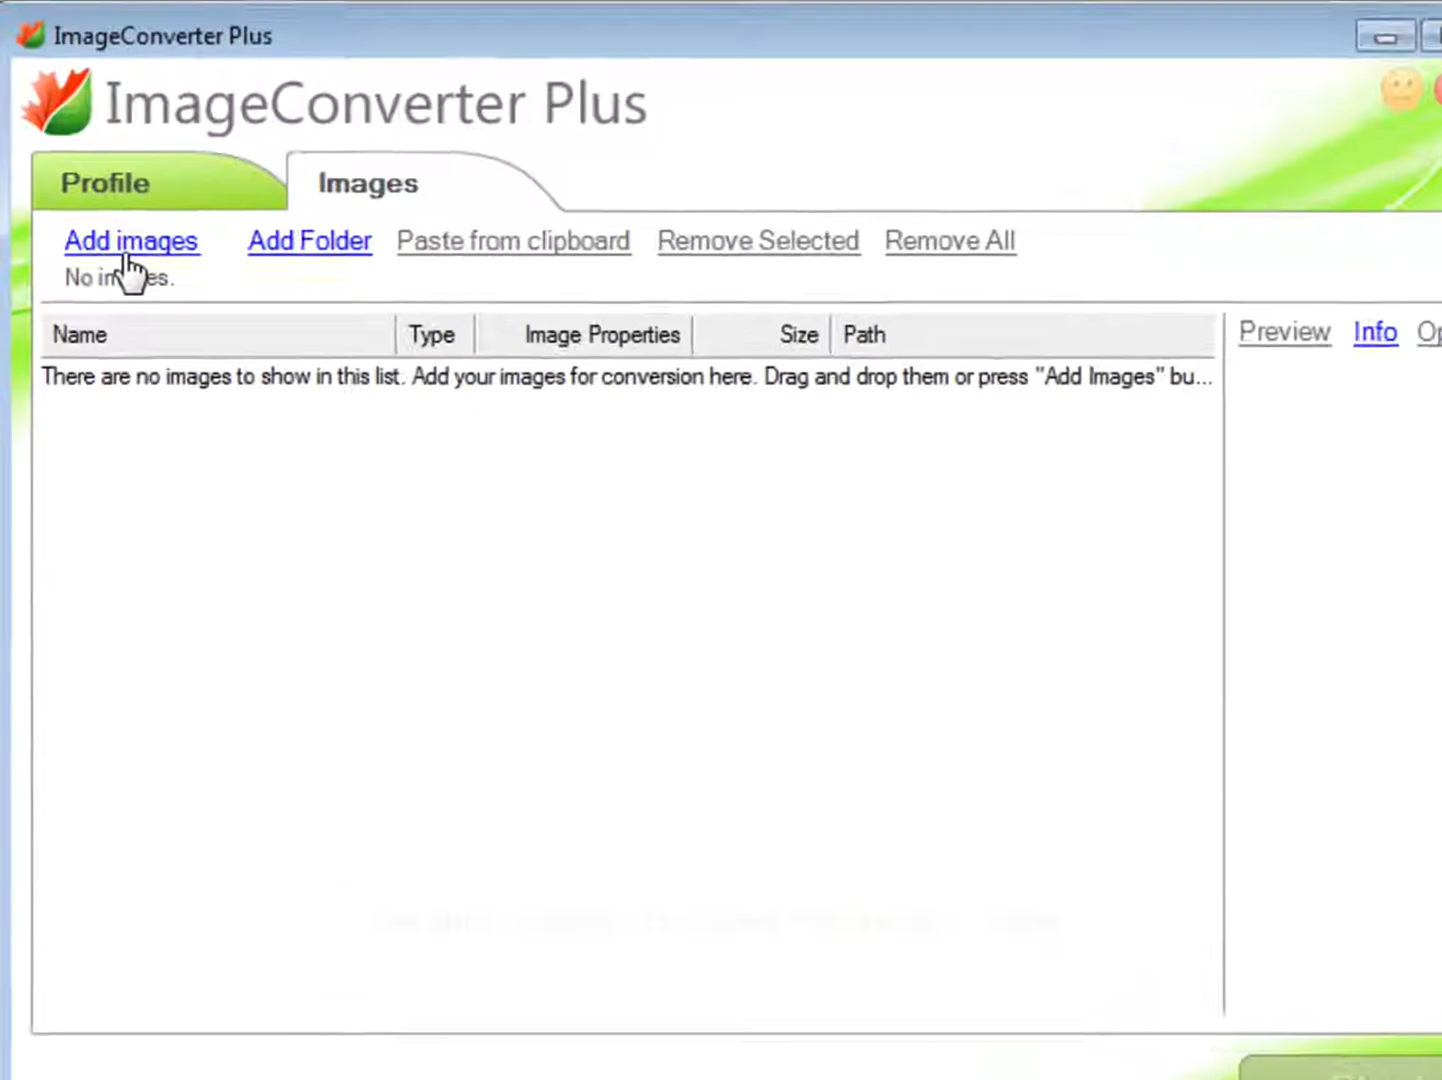 ImageConverter Plus
ImageConverter Plus
Profile
Images
Add images Add Folder Paste from clipboard Remove Selected Remove All
No
Name Type Image Properties Size Path
Preview Info
There are no images to show in this list. Add your images for conversion here. Drag and drop them or press "Add Images" bu...